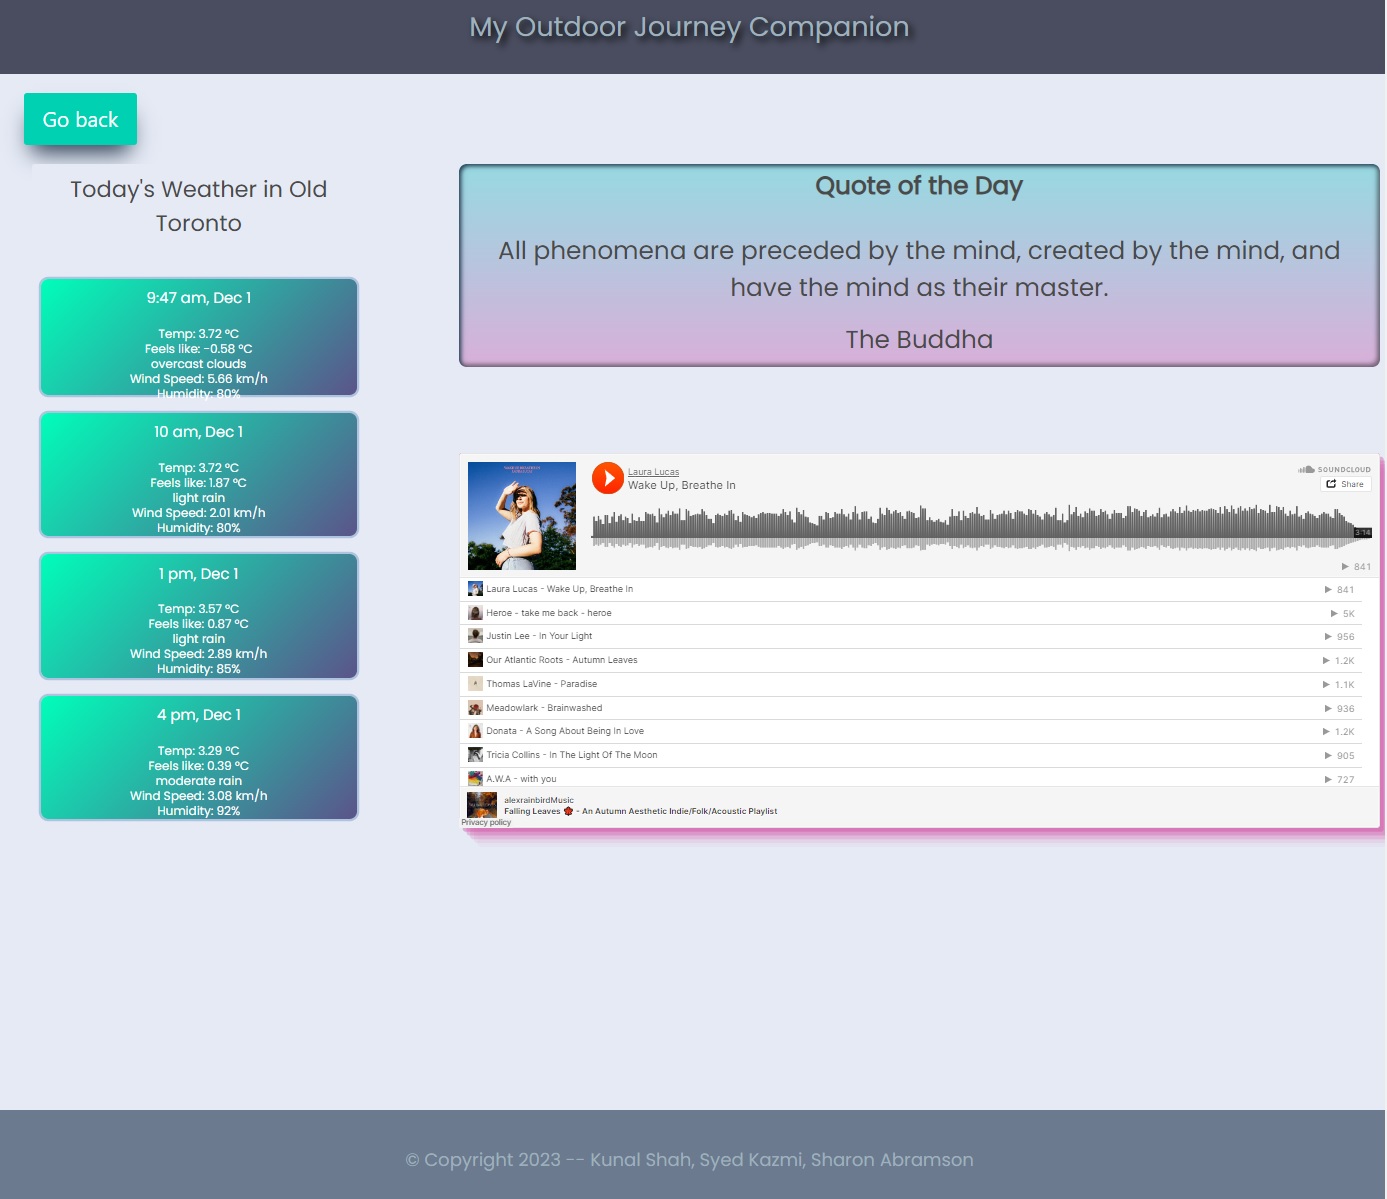 My Outdoor Journey Companion
Go back
Today's Weather in Old
Toronto
9:47 am, Dec 1
Temp: 3.72 °C
Feels like: -0.58 °C
overcast clouds
Wind Speed: 5.66 km/h
Humidity: 80%
10 am, Dec 1
Temp: 3.72 °C
Feels like: 1.87 °C
light rain
Wind Speed: 2.01 km/h
Humidity: 80%
1 pm, Dec 1
Temp: 3.57 °C
Feels like: 0.87 °C
light rain
Wind Speed: 2.89 km/h
Humidity: 85%
4 pm, Dec 1
Temp: 3.29 °C
Feels like: 0.39 °C
moderate rain
Wind Speed: 3.08 km/h
Humidity: 92%
Quote of the Day
All phenomena are preceded by the mind, created by the mind, and
have the mind as their master.
The Buddha
Laura Lucas
Wake Up, Breathe In
SOUNDCLOUD
Share
3:14
841
Laura Lucas - Wake Up, Breathe In 841
Heroe - take me back - heroe 5K
Justin Lee - In Your Light 956
Our Atlantic Roots - Autumn Leaves 1.2K
Thomas LaVine - Paradise 1.1K
Meadowlark - Brainwashed 936
Donata - A Song About Being In Love 1.2K
Tricia Collins - In The Light Of The Moon 905
A.W.A - with you 727
alexrainbirdMusic
Falling Leaves 🍁 - An Autumn Aesthetic Indie/Folk/Acoustic Playlist
Privacy policy
© Copyright 2023 -- Kunal Shah, Syed Kazmi, Sharon Abramson